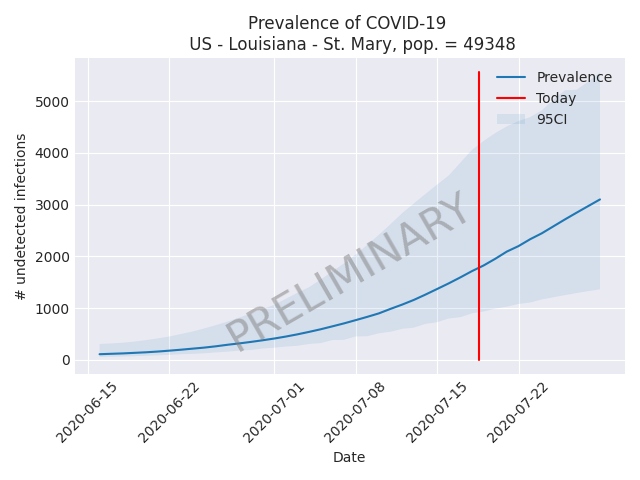 Prevalence of COVID-19
US - Louisiana - St. Mary, pop. = 49348
Prevalence
Today
95CI
# undetected infections
5000
4000
3000
2000
1000
0
PRELIMINARY
2020-06-15
2020-06-22
2020-07-01
2020-07-08
2020-07-15
2020-07-22
Date